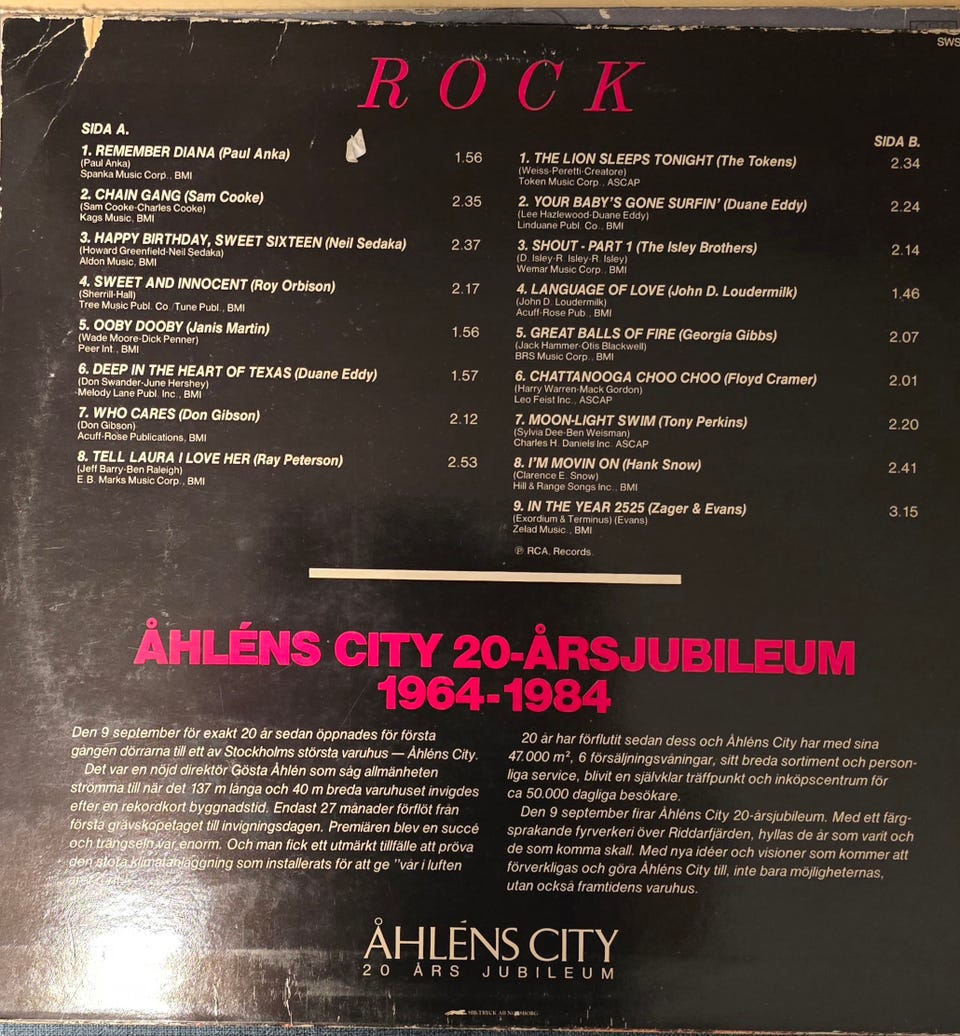 SWS
ROCK
SIDA A.
1. REMEMBER DIANA (Paul Anka) 1.56
(Paul Anka)
Spanka Music Corp., BMI
2. CHAIN GANG (Sam Cooke) 2.35
(Sam Cooke-Charles Cooke)
Kags Music, BMI
3. HAPPY BIRTHDAY, SWEET SIXTEEN (Neil Sedaka) 2.37
(Howard Greenfield-Neil Sedaka)
Aldon Music, BMI
4. SWEET AND INNOCENT (Roy Orbison) 2.17
(Sherrill-Hall)
Tree Music Publ. Co./Tune Publ., BMI
5. OOBY DOOBY (Janis Martin) 1.56
(Wade Moore-Dick Penner)
Peer Int., BMI
6. DEEP IN THE HEART OF TEXAS (Duane Eddy) 1.57
(Don Swander-June Hershey)
Melody Lane Publ. Inc., BMI
7. WHO CARES (Don Gibson) 2.12
(Don Gibson)
Acuff-Rose Publications, BMI
8. TELL LAURA I LOVE HER (Ray Peterson) 2.53
(Jeff Barry-Ben Raleigh)
E.B. Marks Music Corp., BMI
SIDA B.
1. THE LION SLEEPS TONIGHT (The Tokens) 2.34
(Weiss-Peretti-Creatore)
Token Music Corp., ASCAP
2. YOUR BABY'S GONE SURFIN' (Duane Eddy) 2.24
(Lee Hazlewood-Duane Eddy)
Linduane Publ. Co., BMI
3. SHOUT - PART 1 (The Isley Brothers) 2.14
(D. Isley-R. Isley-R. Isley)
Wemar Music Corp., BMI
4. LANGUAGE OF LOVE (John D. Loudermilk) 1.46
(John D. Loudermilk)
Acuff-Rose Pub., BMI
5. GREAT BALLS OF FIRE (Georgia Gibbs) 2.07
(Jack Hammer-Otis Blackwell)
BRS Music Corp., BMI
6. CHATTANOOGA CHOO CHOO (Floyd Cramer) 2.01
(Harry Warren-Mack Gordon)
Leo Feist Inc., ASCAP
7. MOON-LIGHT SWIM (Tony Perkins) 2.20
(Sylvia Dee-Ben Weisman)
Charles H. Daniels Inc. ASCAP
8. I'M MOVIN ON (Hank Snow) 2.41
(Clarence E. Snow)
Hill & Range Songs Inc., BMI
9. IN THE YEAR 2525 (Zager & Evans) 3.15
(Exordium & Terminus) (Evans)
Zelad Music., BMI
℗ RCA, Records.
ÅHLÉNS CITY 20-ÅRSJUBILEUM
1964-1984
Den 9 september för exakt 20 år sedan öppnades för första
gången dörrarna till ett av Stockholms största varuhus — Åhléns City.
Det var en nöjd direktör Gösta Åhlén som såg allmänheten
strömma till när det 137 m långa och 40 m breda varuhuset invigdes
efter en rekordkort byggnadstid. Endast 27 månader förflöt från
första grävskopetaget till invigningsdagen. Premiären blev en succé
och trängseln var enorm. Och man fick ett utmärkt tillfälle att pröva
den stora klimatanläggning som installerats för att ge "vår i luften
20 år har förflutit sedan dess och Åhléns City har med sina
47.000 m², 6 försäljningsvåningar, sitt breda sortiment och person-
liga service, blivit en självklar träffpunkt och inköpscentrum för
ca 50.000 dagliga besökare.
Den 9 september firar Åhléns City 20-årsjubileum. Med ett färg-
sprakande fyrverkeri över Riddarfjärden, hyllas de år som varit och
de som komma skall. Med nya idéer och visioner som kommer att
förverkligas och göra Åhléns City till, inte bara möjligheternas,
utan också framtidens varuhus.
ÅHLÉNS CITY
20 ÅRS JUBILEUM